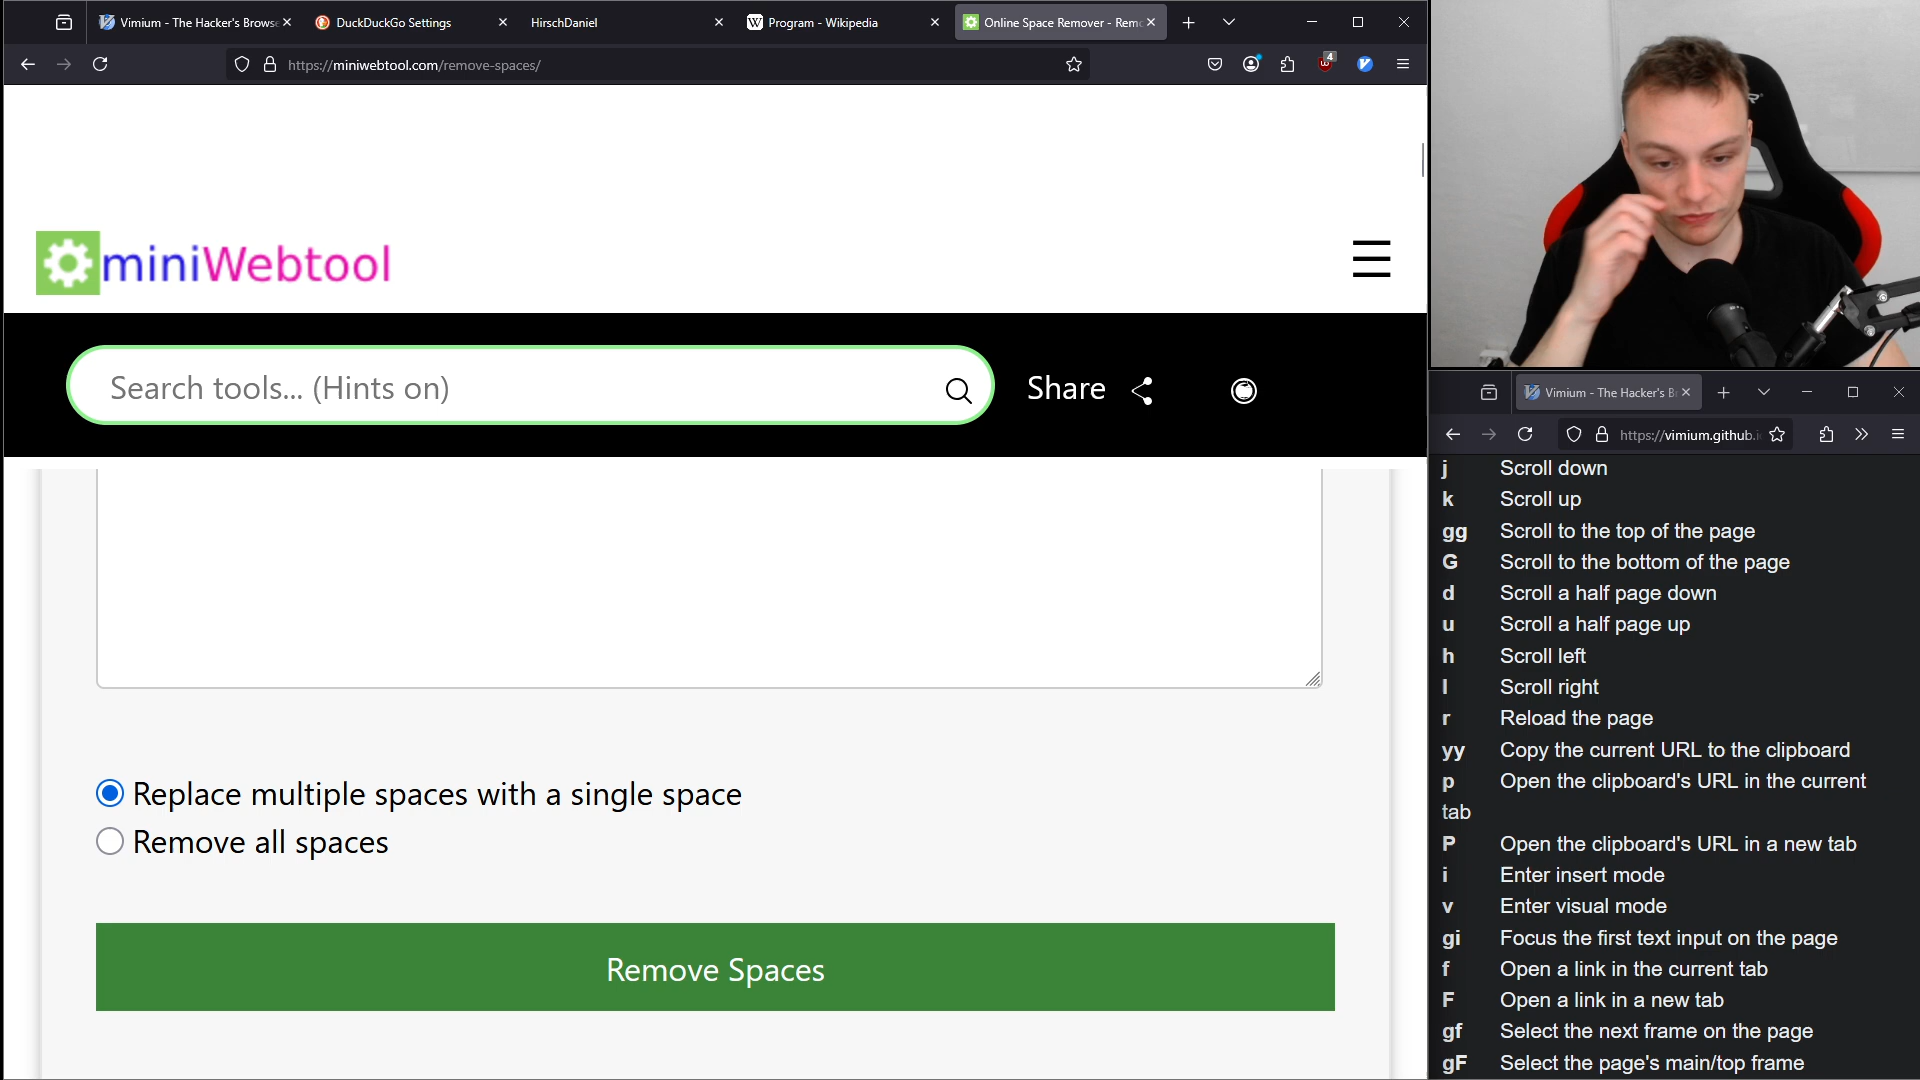 Vimium - The Hacker's Browse
DuckDuckGo Settings
HirschDaniel
Program - Wikipedia
Online Space Remover - Remo
https://miniwebtool.com/remove-spaces/
4
miniWebtool
Search tools... (Hints on)
Share
Replace multiple spaces with a single space
Remove all spaces
Remove Spaces
Vimium - The Hacker's Br
https://vimium.github.i
j Scroll down
k Scroll up
gg Scroll to the top of the page
G Scroll to the bottom of the page
d Scroll a half page down
u Scroll a half page up
h Scroll left
l Scroll right
r Reload the page
yy Copy the current URL to the clipboard
p Open the clipboard's URL in the current
tab
P Open the clipboard's URL in a new tab
i Enter insert mode
v Enter visual mode
gi Focus the first text input on the page
f Open a link in the current tab
F Open a link in a new tab
gf Select the next frame on the page
gF Select the page's main/top frame